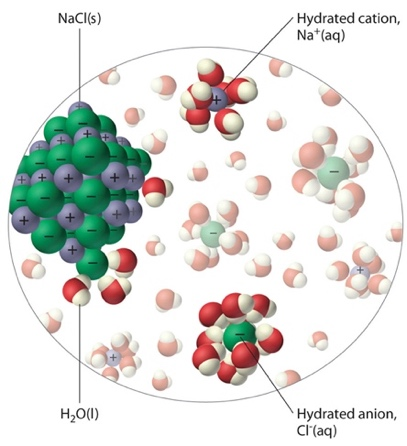 NaCl(s)
Hydrated cation,
Na⁺(aq)
H₂O(l)
Hydrated anion,
Cl⁻(aq)